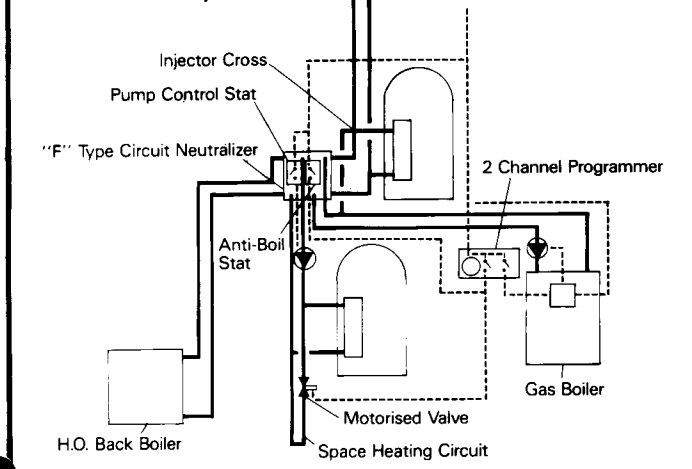 Injector Cross
Pump Control Stat
"F" Type Circuit Neutralizer
2 Channel Programmer
Anti-Boil
Stat
Gas Boiler
Motorised Valve
H.O. Back Boiler
Space Heating Circuit